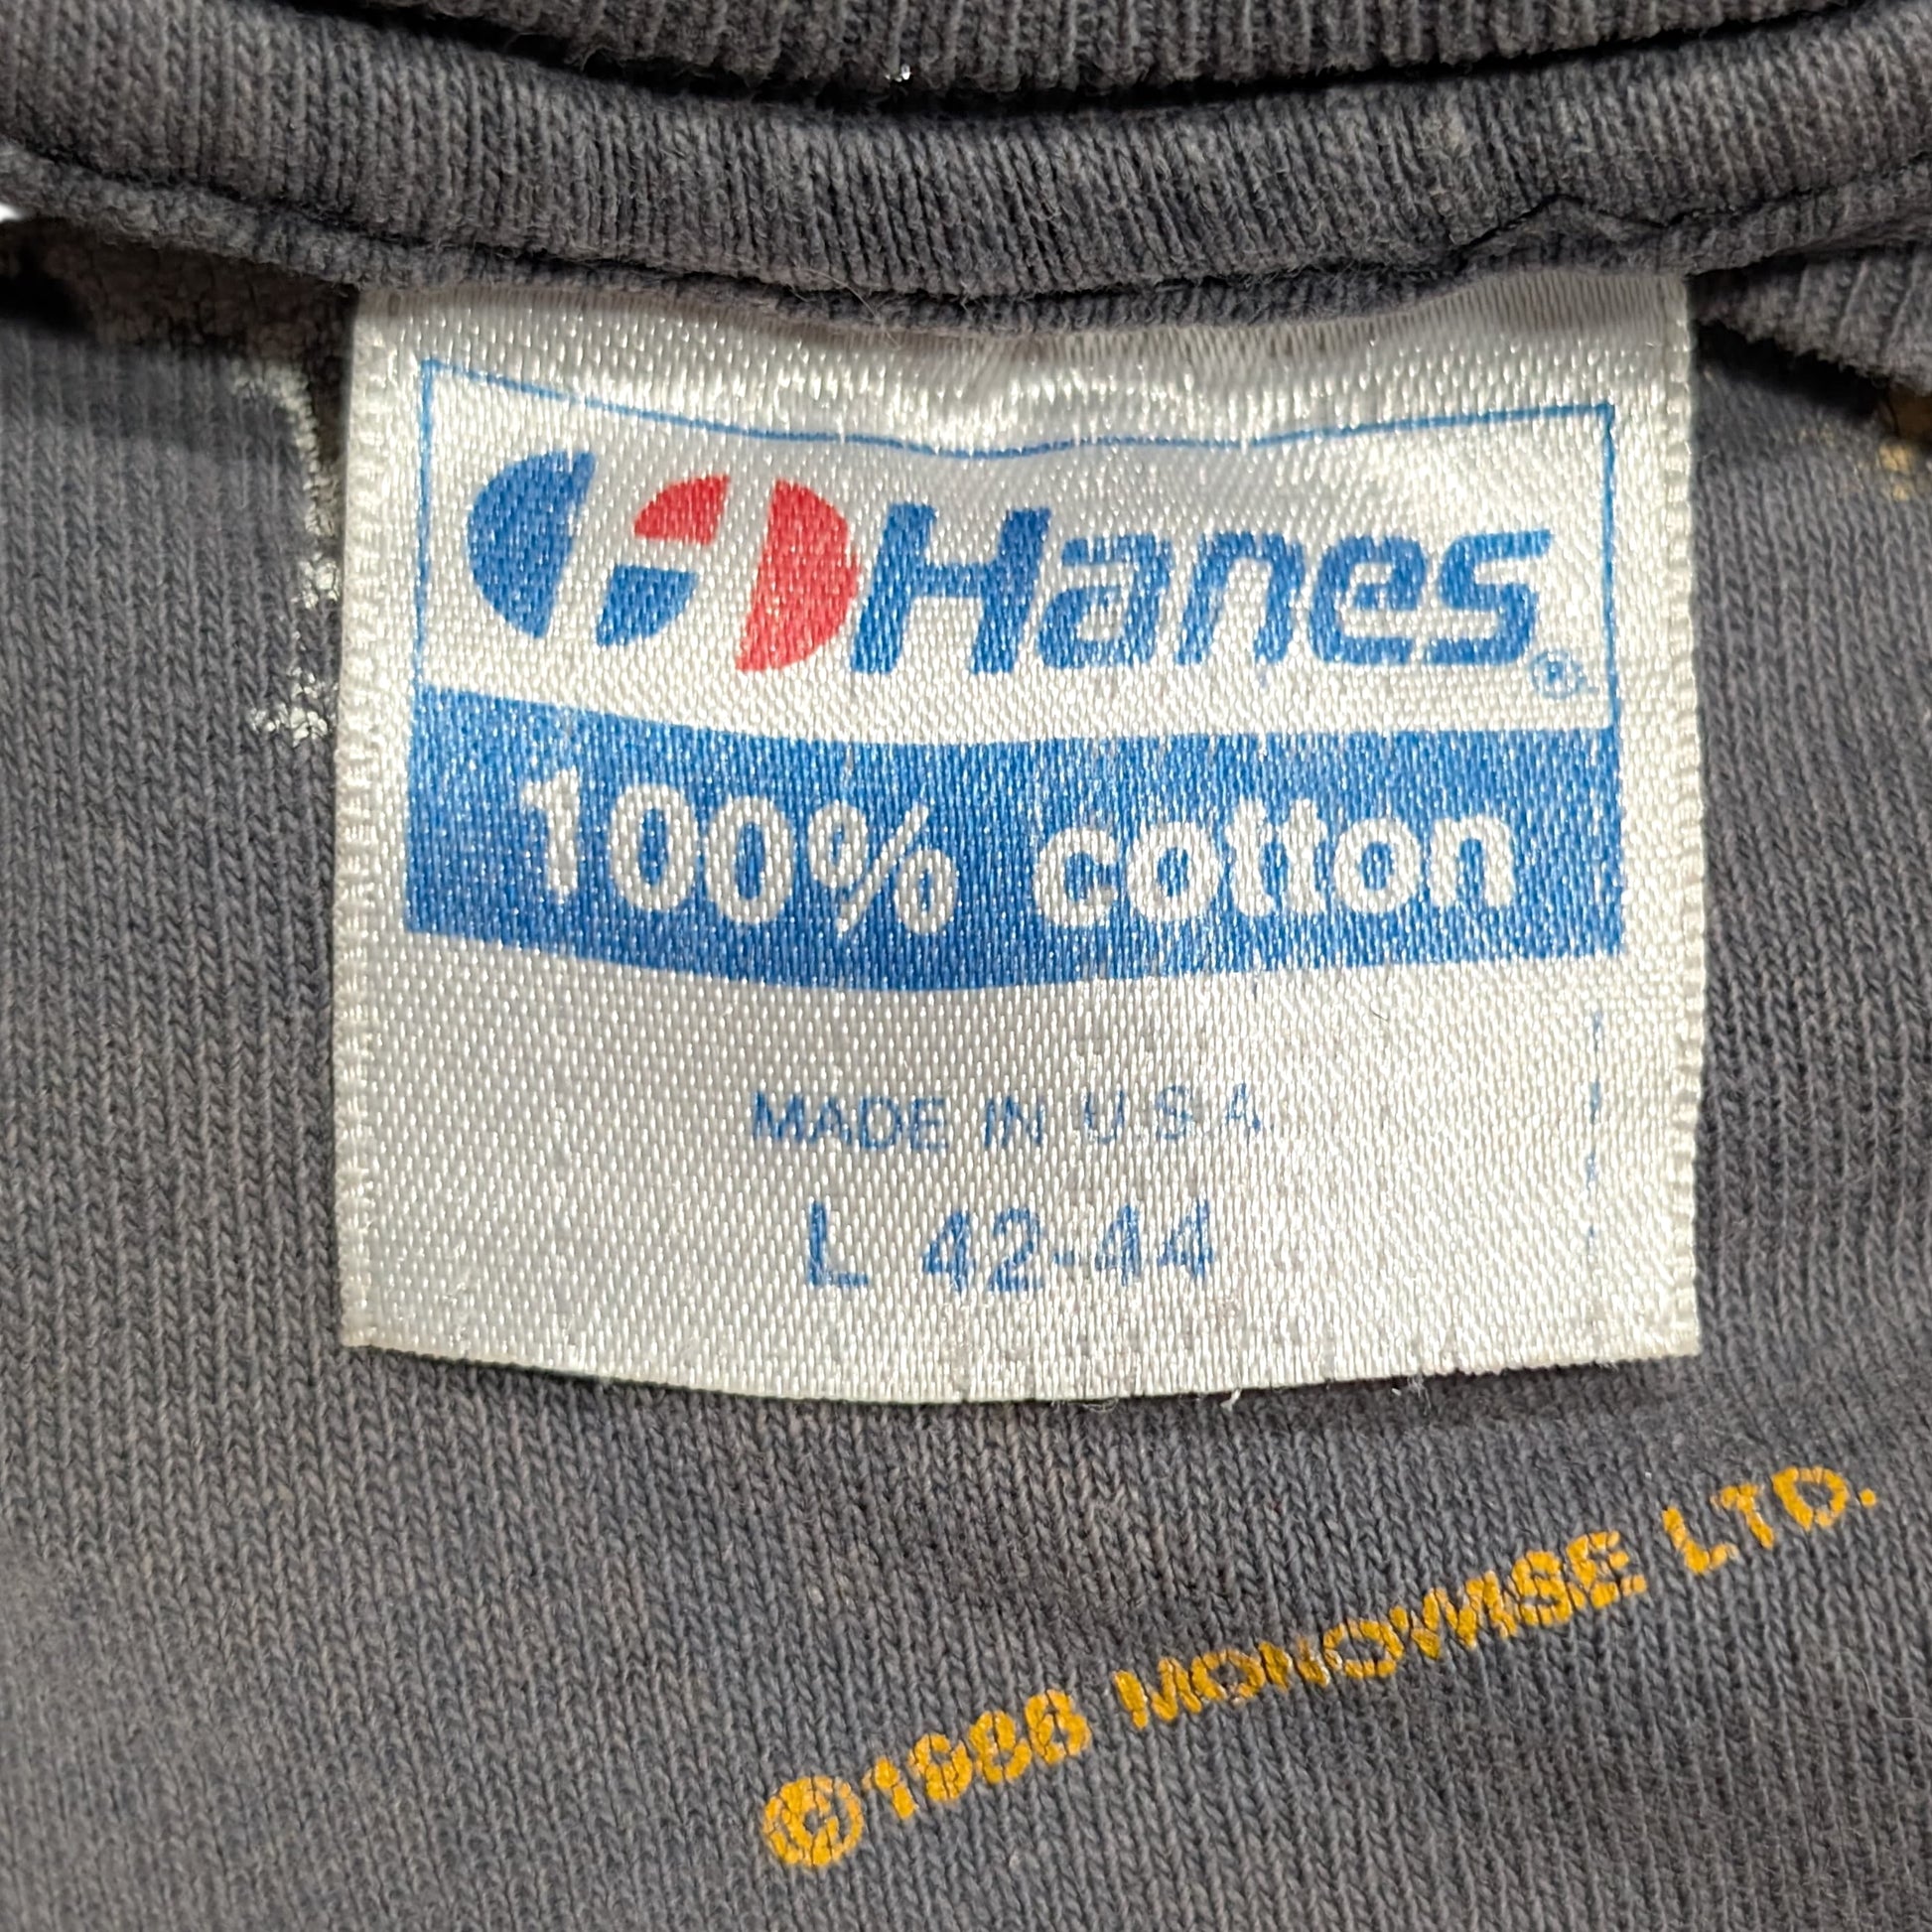 Hanes®
100% cotton
MADE IN U.S.A.
L 42-44
©1988 MONOWISE LTD.